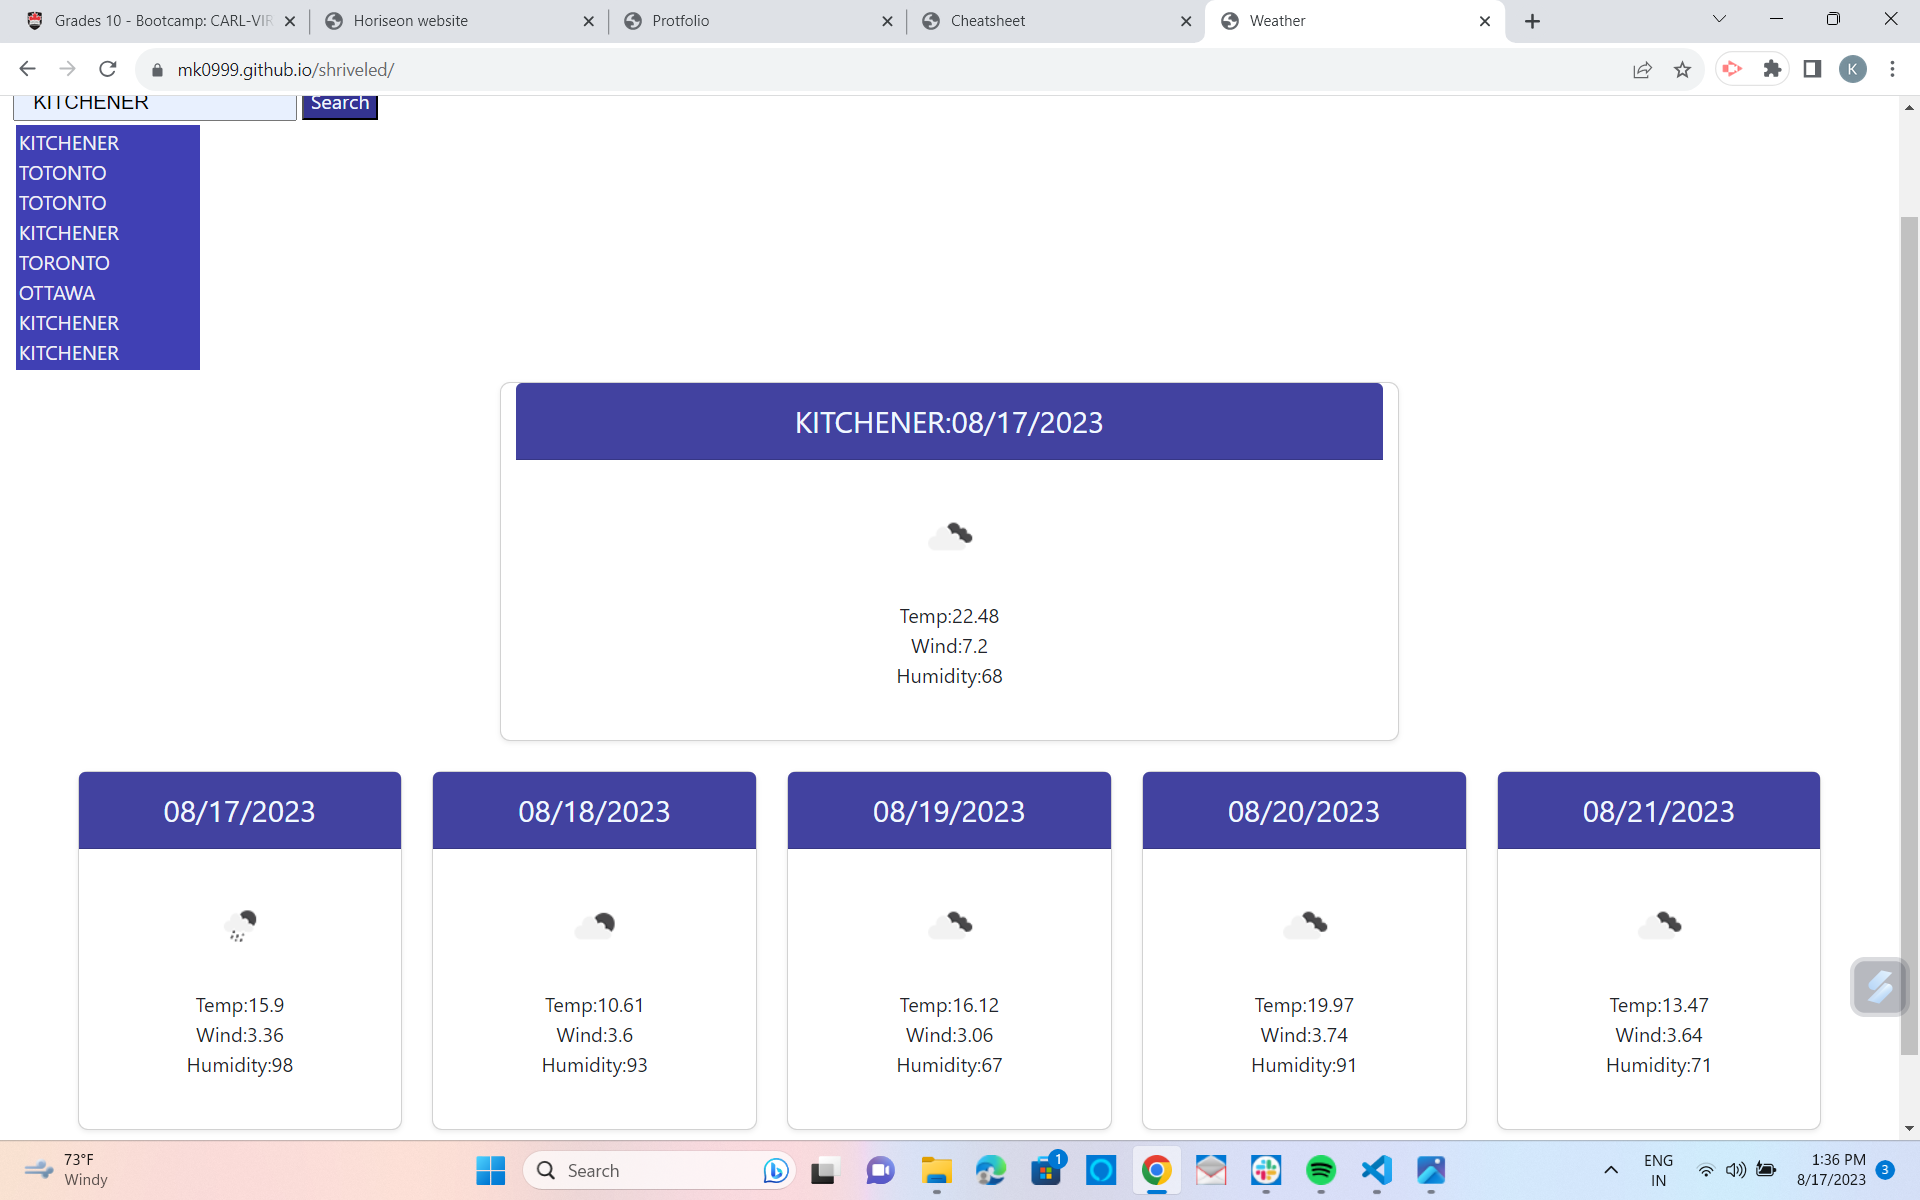 Grades 10 - Bootcamp: CARL-VIR
Horiseon website
Protfolio
Cheatsheet
Weather
mk0999.github.io/shriveled/
K
KITCHENER
Search
KITCHENER
TOTONTO
TOTONTO
KITCHENER
TORONTO
OTTAWA
KITCHENER
KITCHENER
KITCHENER:08/17/2023
Temp:22.48
Wind:7.2
Humidity:68
08/17/2023
Temp:15.9
Wind:3.36
Humidity:98
08/18/2023
Temp:10.61
Wind:3.6
Humidity:93
08/19/2023
Temp:16.12
Wind:3.06
Humidity:67
08/20/2023
Temp:19.97
Wind:3.74
Humidity:91
08/21/2023
Temp:13.47
Wind:3.64
Humidity:71
73°F
Windy
Search
1
ENG
IN
1:36 PM
8/17/2023
3